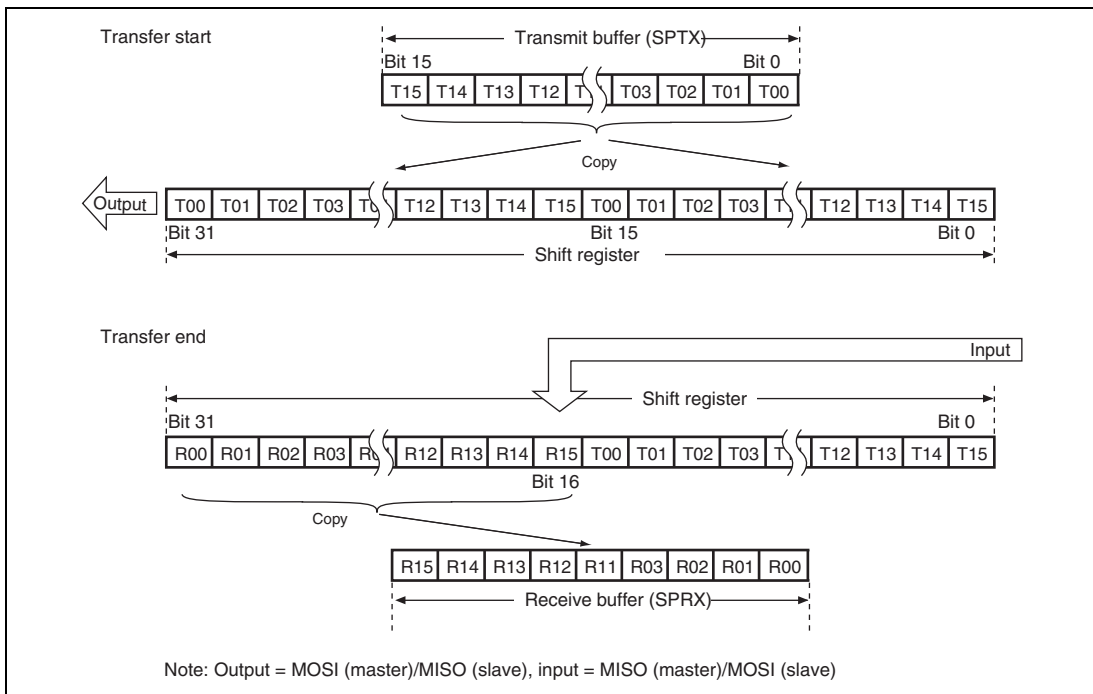 Transfer start
Transmit buffer (SPTX)
Bit 15 Bit 0
T15 T14 T13 T12 T03 T02 T01 T00
Copy
Output T00 T01 T02 T03 T12 T13 T14 T15 T00 T01 T02 T03 T12 T13 T14 T15
Bit 31 Bit 15 Bit 0
Shift register
Transfer end
Input
Shift register
Bit 31 Bit 0
R00 R01 R02 R03 R12 R13 R14 R15 T00 T01 T02 T03 T12 T13 T14 T15
Bit 16
Copy
R15 R14 R13 R12 R11 R03 R02 R01 R00
Receive buffer (SPRX)
Note: Output = MOSI (master)/MISO (slave), input = MISO (master)/MOSI (slave)